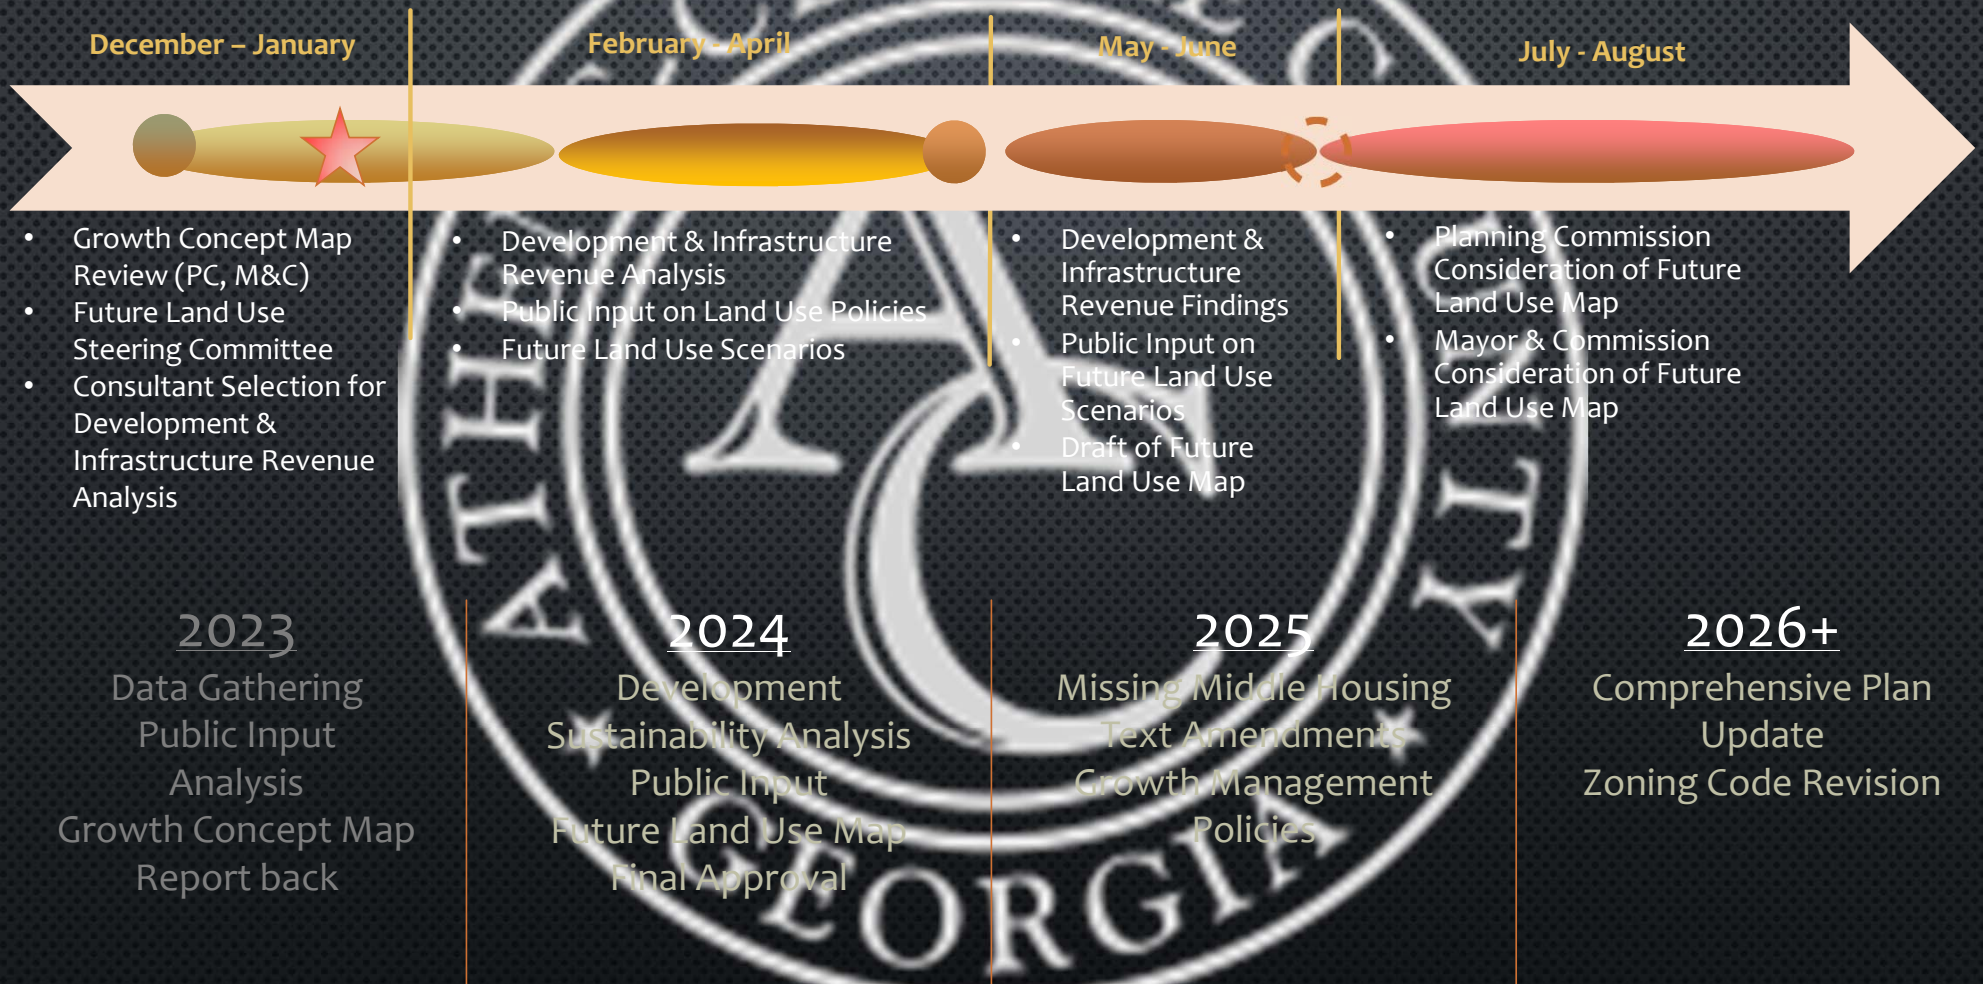 December – January
February - April
May - June
July - August
• Growth Concept Map
Review (PC, M&C)
• Future Land Use
Steering Committee
• Consultant Selection for
Development &
Infrastructure Revenue
Analysis
• Development & Infrastructure
Revenue Analysis
• Public Input on Land Use Policies
• Future Land Use Scenarios
• Development &
Infrastructure
Revenue Findings
• Public Input on
Future Land Use
Scenarios
• Draft of Future
Land Use Map
• Planning Commission
Consideration of Future
Land Use Map
• Mayor & Commission
Consideration of Future
Land Use Map
2023
Data Gathering
Public Input
Analysis
Growth Concept Map
Report back
2024
Development
Sustainability Analysis
Public Input
Future Land Use Map
Final Approval
2025
Missing Middle Housing
Text Amendments
Growth Management
Policies
2026+
Comprehensive Plan
Update
Zoning Code Revision
GEORGIA